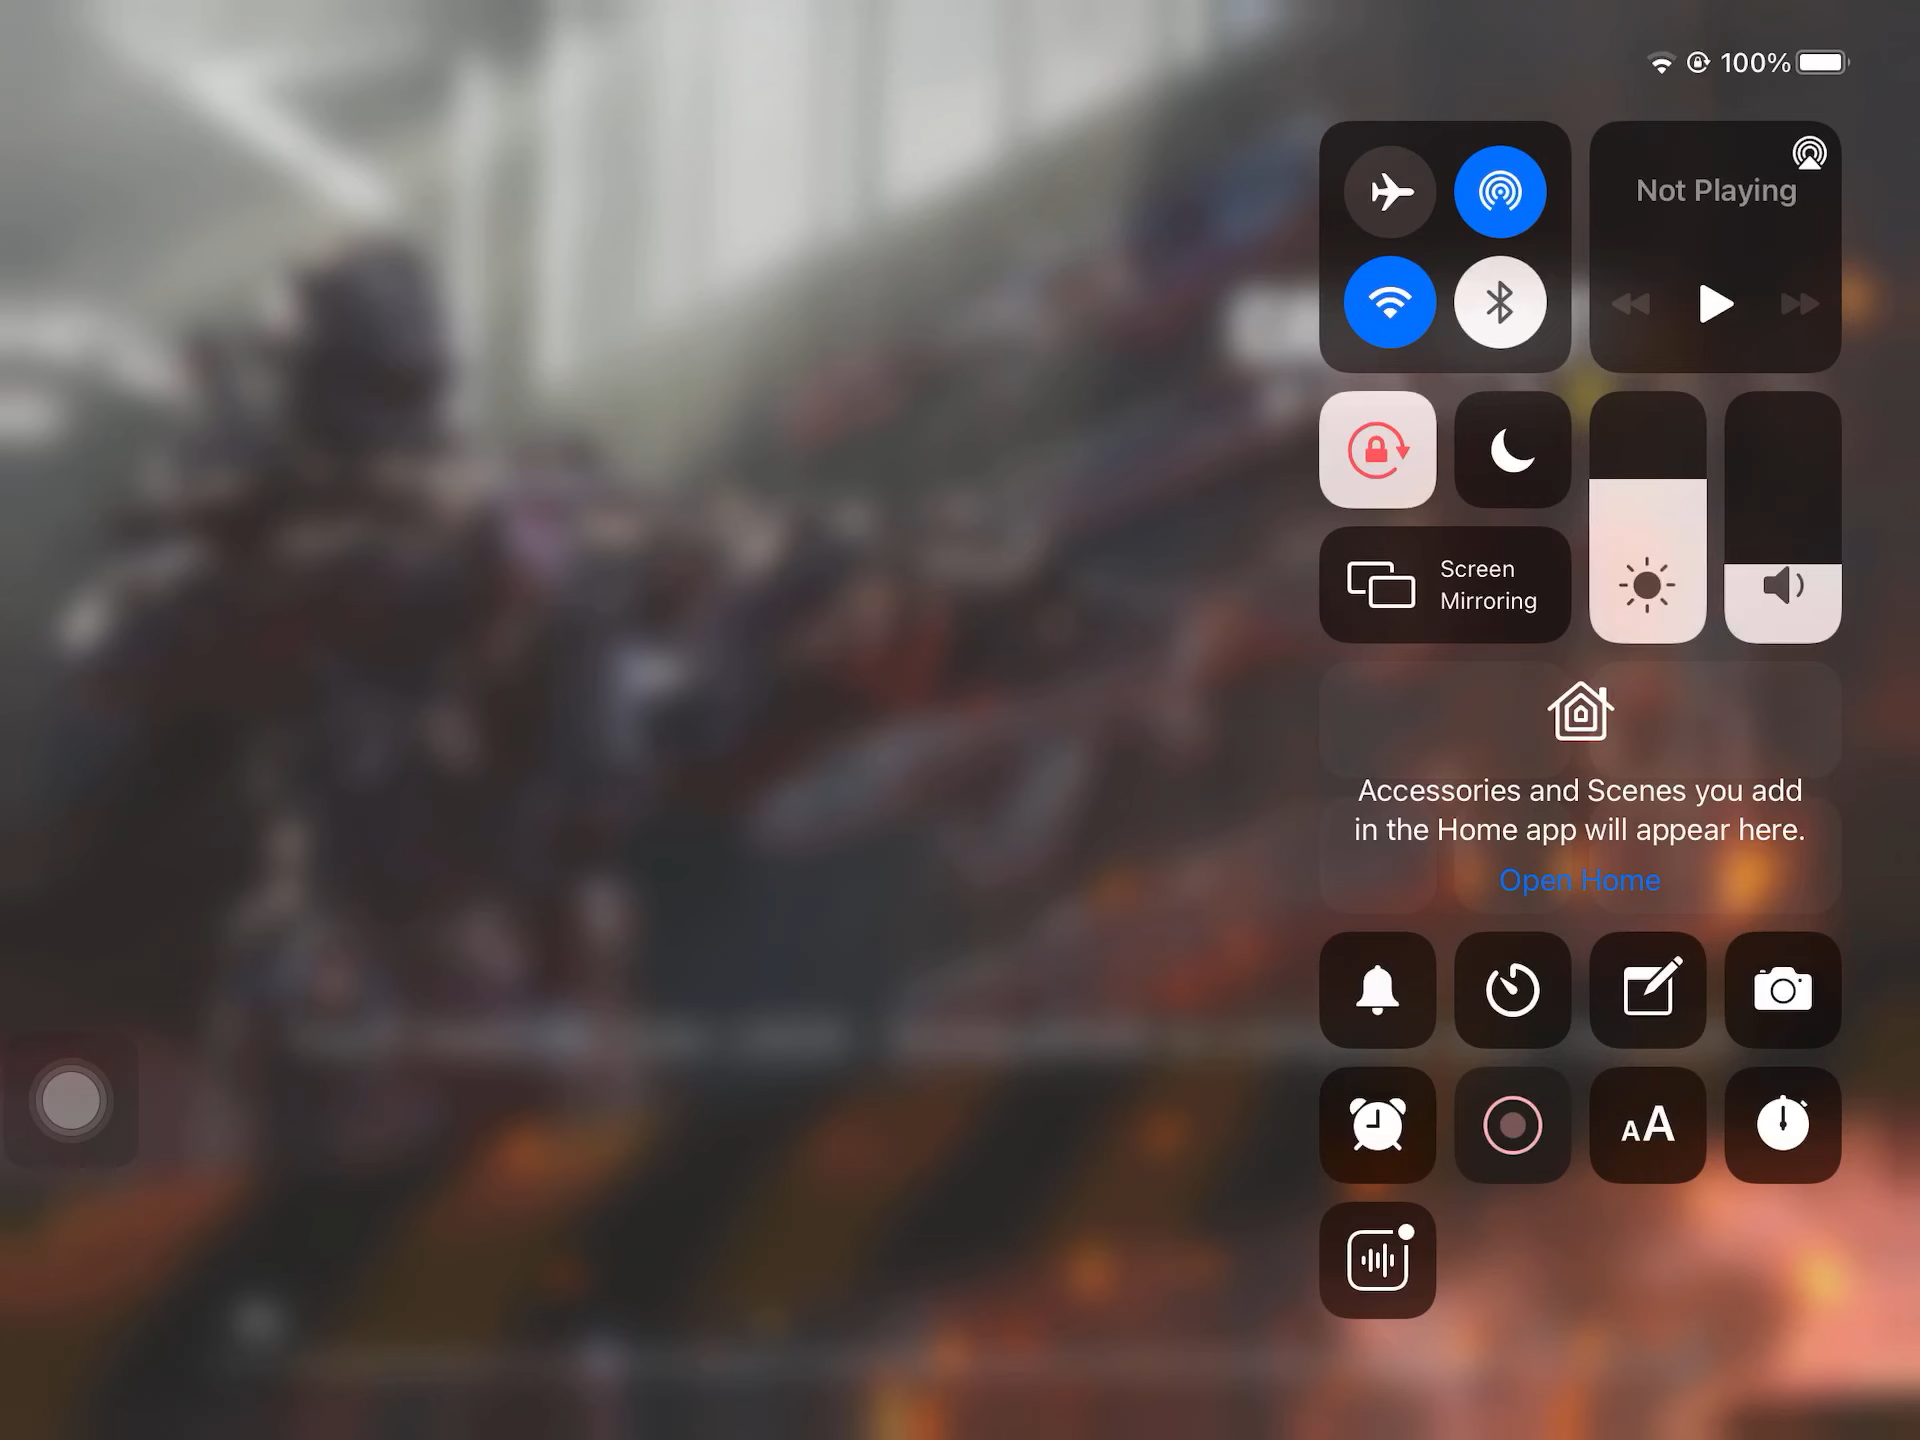 100%
Not Playing
Screen
Mirroring
Accessories and Scenes you add
in the Home app will appear here.
Open Home
AA